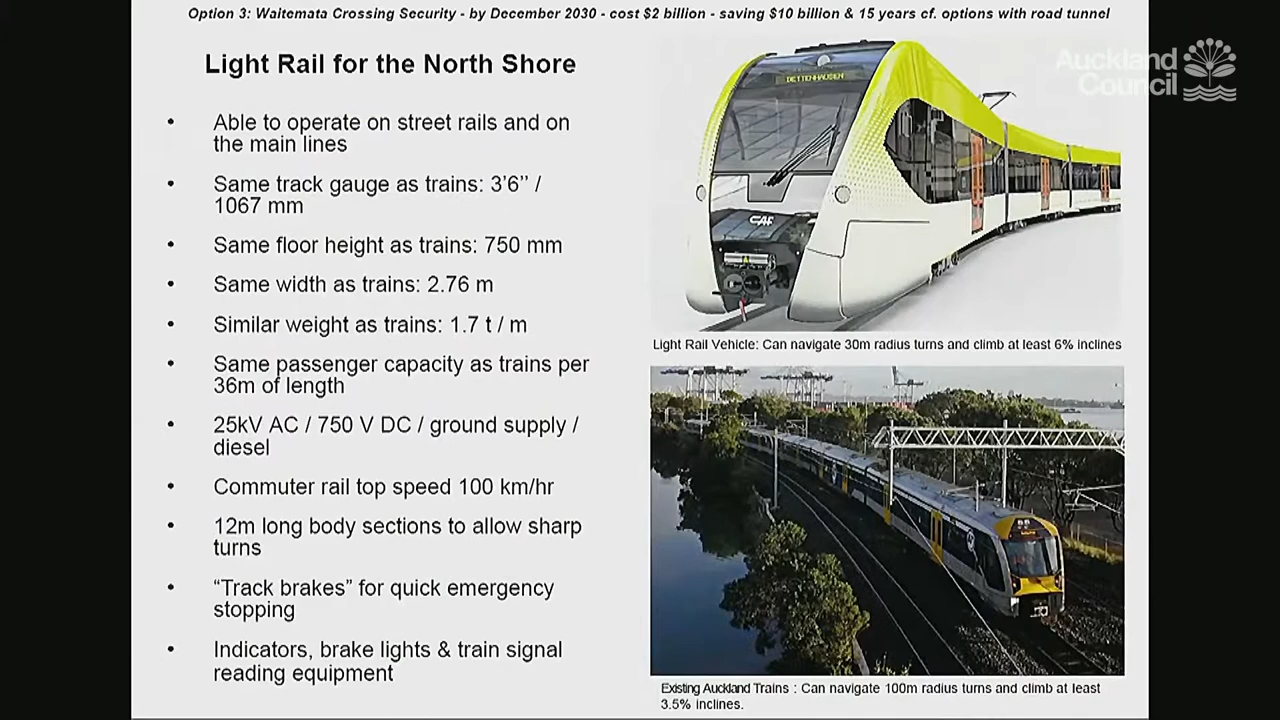 Option 3: Waitemata Crossing Security - by December 2030 - cost $2 billion - saving $10 billion & 15 years cf. options with road tunnel
Light Rail for the North Shore
Auckland
Council
• Able to operate on street rails and on
the main lines
• Same track gauge as trains: 3’6’’ /
1067 mm
• Same floor height as trains: 750 mm
• Same width as trains: 2.76 m
• Similar weight as trains: 1.7 t / m
• Same passenger capacity as trains per
36m of length
• 25kV AC / 750 V DC / ground supply /
diesel
• Commuter rail top speed 100 km/hr
• 12m long body sections to allow sharp
turns
• “Track brakes” for quick emergency
stopping
• Indicators, brake lights & train signal
reading equipment
DETTENHAUSEN
CAF
Light Rail Vehicle: Can navigate 30m radius turns and climb at least 6% inclines
Existing Auckland Trains : Can navigate 100m radius turns and climb at least
3.5% inclines.